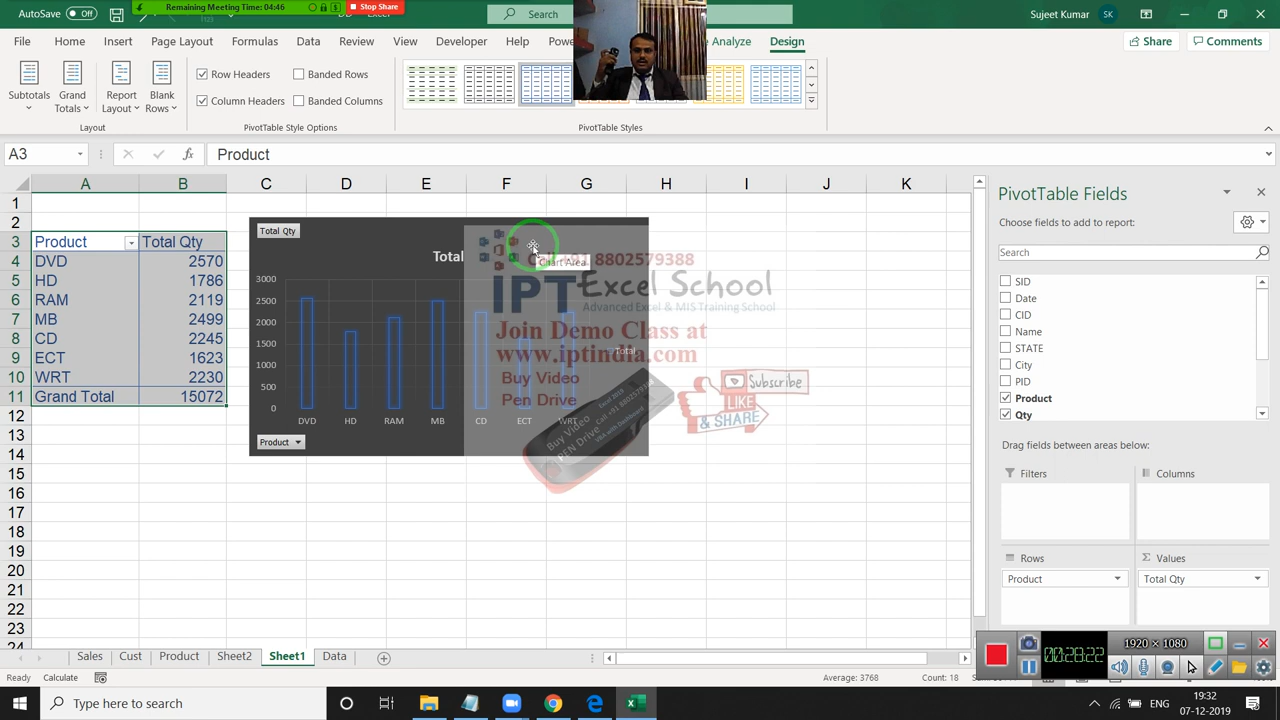 AutoSave Off
Remaining Meeting Time: 04:46
Stop Share
Excel
Search
Sujeet Kumar
SK
File
Home
Insert
Page Layout
Formulas
Data
Review
View
Developer
Help
Analyze
Design
Share
Comments
Subtotals
Grand Totals
Report Layout
Blank Rows
Layout
Row Headers
Banded Rows
Column Headers
Banded Columns
PivotTable Style Options
PivotTable Styles
A3
fx
Product
A B C D E F G H I J K
1
2
3 Product Total Qty
4 DVD 2570
5 HD 1786
6 RAM 2119
7 MB 2499
8 CD 2245
9 ECT 1623
10 WRT 2230
11 Grand Total 15072
12
13
14
15
16
17
18
19
20
21
22
23
24
Total Qty
Total
3000
2500
2000
1500
1000
500
0
DVD HD RAM MB CD ECT WRT
Total
Product
Chart Area
8802579388
IPT Excel School
Advanced Excel & MIS Training School
Join Demo Class at
www.iptindia.com
Buy Video
Pen Drive
Subscribe
LIKE
& SHARE
PivotTable Fields
Choose fields to add to report:
Search
SID
Date
CID
Name
STATE
City
PID
Product
Qty
Drag fields between areas below:
Filters
Columns
Rows
Σ Values
Product
Total Qty
Sales
Cust
Product
Sheet2
Sheet1
Data
Ready
Calculate
Average: 3768
Count: 18
00:28:22
1920 × 1080
Type here to search
ENG
19:32
07-12-2019